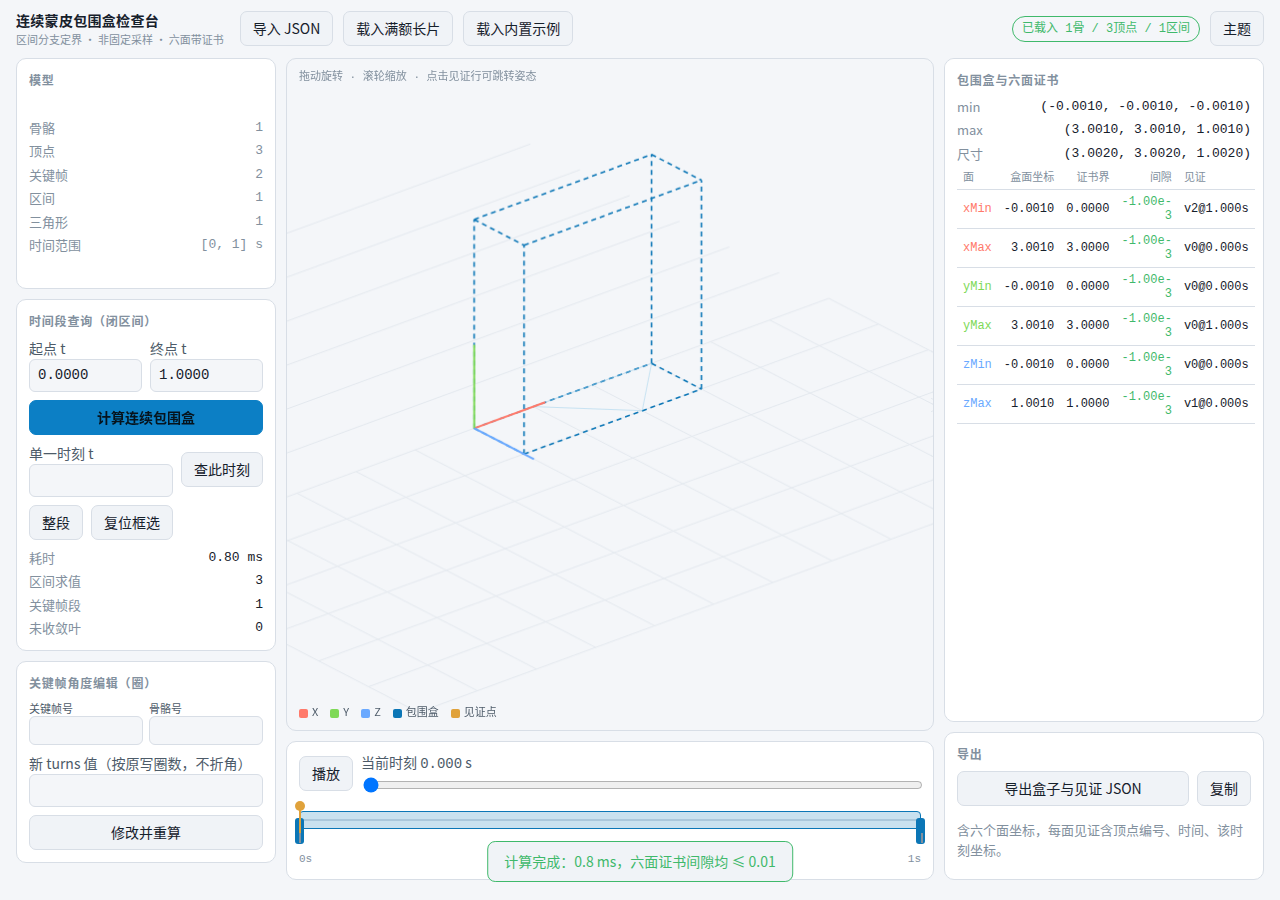 连续蒙皮包围盒检查台
区间分支定界 · 非固定采样 · 六面带证书
导入 JSON
载入满额长片
载入内置示例
已载入 1骨 / 3顶点 / 1区间
主题
模型
骨骼 1
顶点 3
关键帧 2
区间 1
三角形 1
时间范围 [0, 1] s
时间段查询（闭区间）
起点 t 终点 t
0.0000 1.0000
计算连续包围盒
单一时刻 t
查此时刻
整段 复位框选
耗时 0.80 ms
区间求值 3
关键帧段 1
未收敛叶 0
关键帧角度编辑（圈）
关键帧号 骨骼号
新 turns 值（按原写圈数，不折角）
修改并重算
拖动旋转 · 滚轮缩放 · 点击见证行可跳转姿态
X Y Z 包围盒 见证点
播放
当前时刻 0.000 s
0s 1s
计算完成：0.8 ms，六面证书间隙均 ≤ 0.01
包围盒与六面证书
min (-0.0010, -0.0010, -0.0010)
max (3.0010, 3.0010, 1.0010)
尺寸 (3.0020, 3.0020, 1.0020)
面 盒面坐标 证书界 间隙 见证
xMin -0.0010 0.0000 -1.00e-3 v2@1.000s
xMax 3.0010 3.0000 -1.00e-3 v0@0.000s
yMin -0.0010 0.0000 -1.00e-3 v0@0.000s
yMax 3.0010 3.0000 -1.00e-3 v0@1.000s
zMin -0.0010 0.0000 -1.00e-3 v0@0.000s
zMax 1.0010 1.0000 -1.00e-3 v1@0.000s
导出
导出盒子与见证 JSON
复制
含六个面坐标，每面见证含顶点编号、时间、该时
刻坐标。